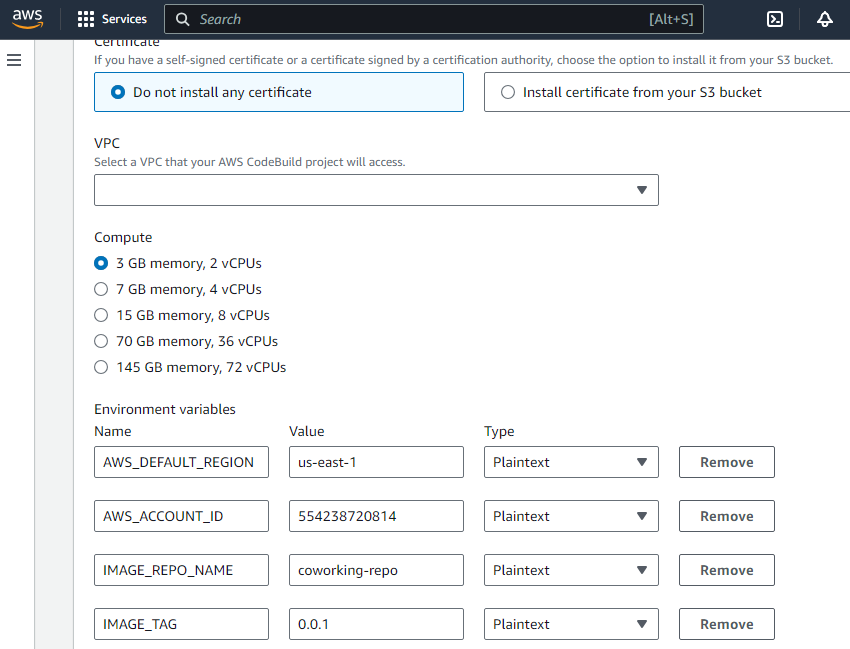 aws Services Search [Alt+S]
Certificate
If you have a self-signed certificate or a certificate signed by a certification authority, choose the option to install it from your S3 bucket.
Do not install any certificate Install certificate from your S3 bucket
VPC
Select a VPC that your AWS CodeBuild project will access.
Compute
3 GB memory, 2 vCPUs
7 GB memory, 4 vCPUs
15 GB memory, 8 vCPUs
70 GB memory, 36 vCPUs
145 GB memory, 72 vCPUs
Environment variables
Name Value Type
AWS_DEFAULT_REGION us-east-1 Plaintext Remove
AWS_ACCOUNT_ID 554238720814 Plaintext Remove
IMAGE_REPO_NAME coworking-repo Plaintext Remove
IMAGE_TAG 0.0.1 Plaintext Remove